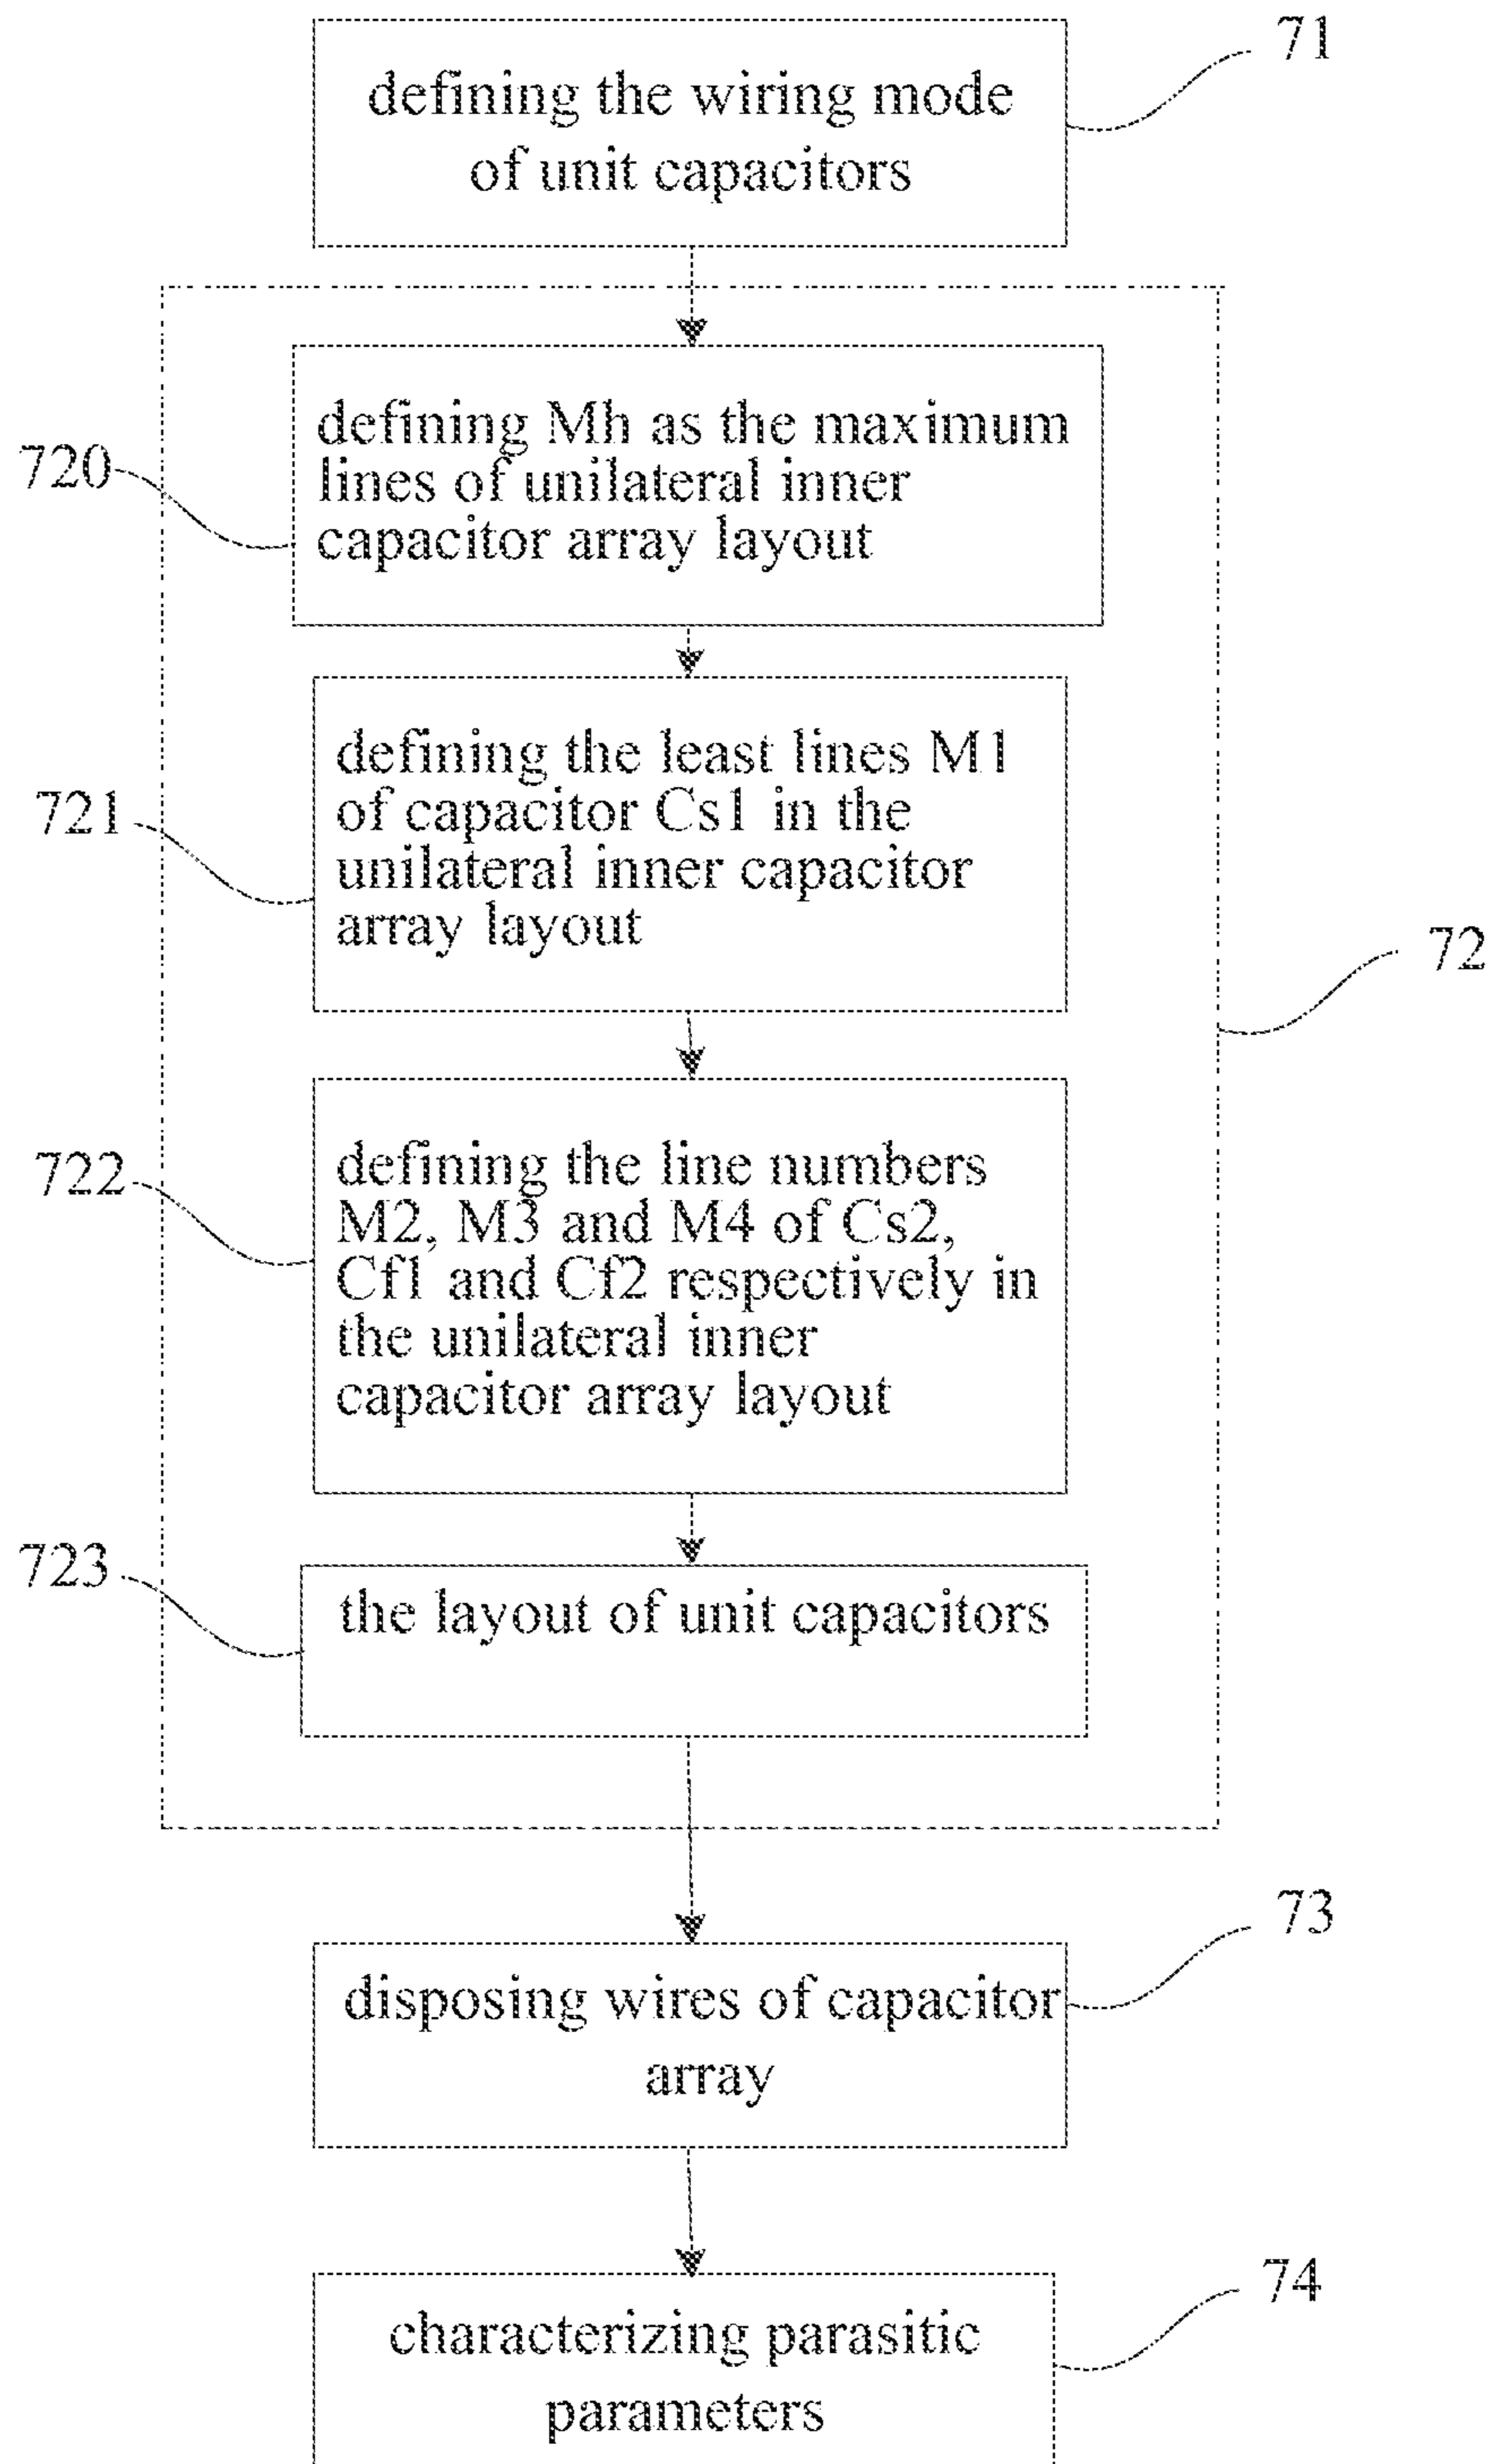 71
defining the wiring mode
of unit capacitors
720
defining Mh as the maximum
lines of unilateral inner
capacitor array layout
721
defining the least lines M1
of capacitor Cs1 in the
unilateral inner capacitor
array layout
72
722
defining the line numbers
M2, M3 and M4 of Cs2,
Cf1 and Cf2 respectively in
the unilateral inner
capacitor array layout
723
the layout of unit capacitors
73
disposing wires of capacitor
array
74
characterizing parasitic
parameters